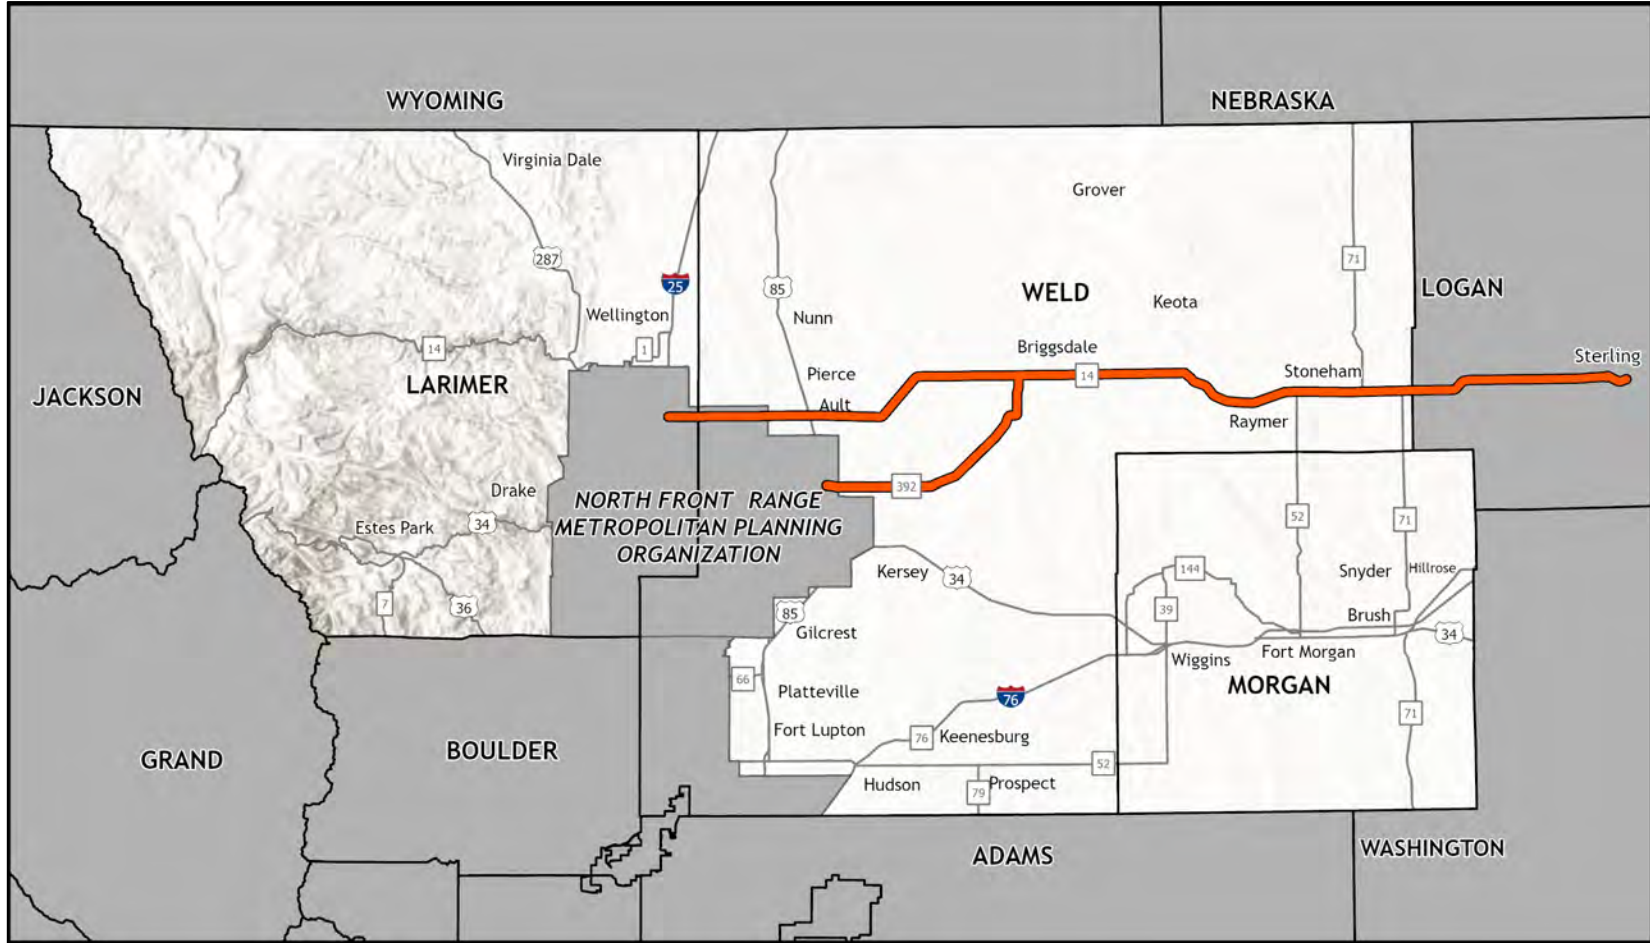 WYOMING
NEBRASKA
Virginia Dale
Grover
287
71
25
85
LOGAN
WELD
Keota
Wellington
Nunn
14
1
Briggsdale
Sterling
Pierce
14
Stoneham
LARIMER
JACKSON
Ault
Raymer
Drake
392
NORTH FRONT RANGE
METROPOLITAN PLANNING
ORGANIZATION
Estes Park
34
52
71
Kersey
34
144
Snyder
Hillrose
7
36
85
39
Brush
Gilcrest
34
Wiggins
Fort Morgan
66
Platteville
76
MORGAN
71
Fort Lupton
76
Keenesburg
GRAND
BOULDER
52
Hudson
79
Prospect
ADAMS
WASHINGTON